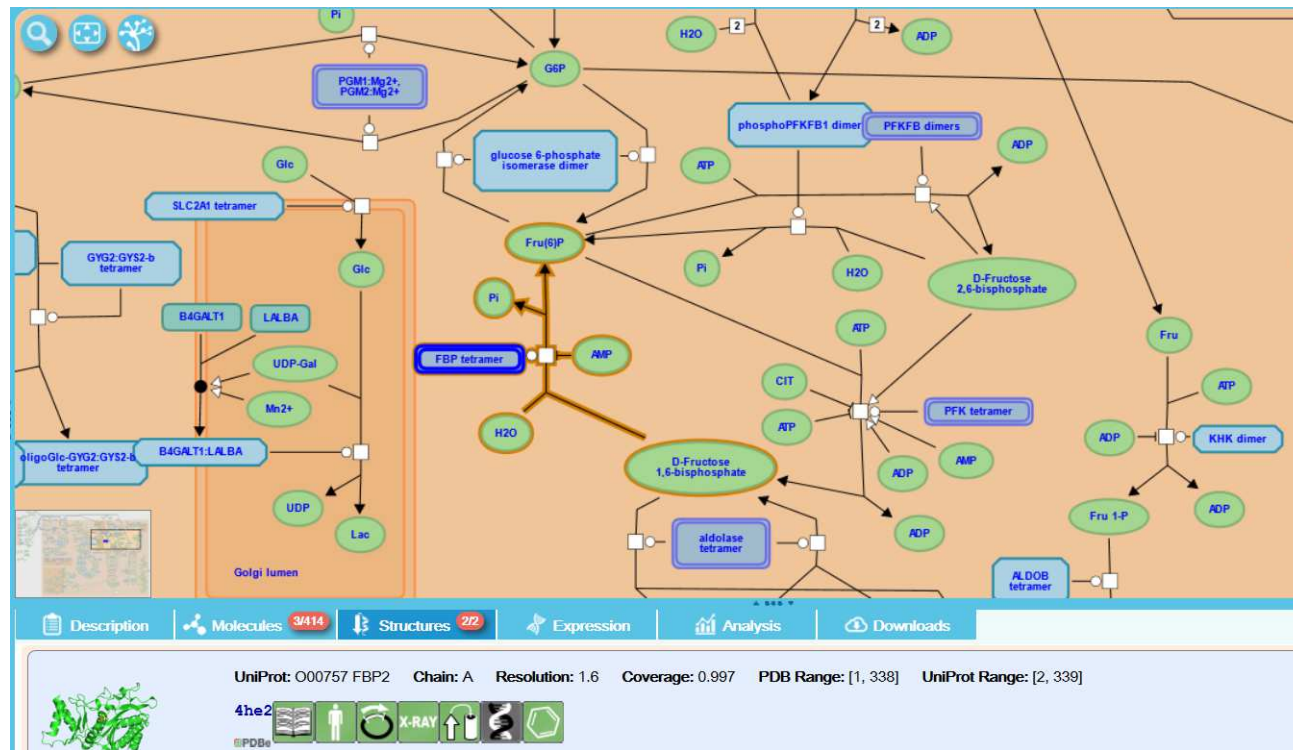 Pi
H2O
2
2
ADP
G6P
PGM1:Mg2+,
PGM2:Mg2+
phosphoPFKFB1 dimer
PFKFB dimers
glucose 6-phosphate
isomerase dimer
ADP
Glc
ATP
SLC2A1 tetramer
Fru(6)P
GYG2:GYS2-b
tetramer
Glc
Pi
H2O
D-Fructose
2,6-bisphosphate
Pi
B4GALT1
LALBA
ATP
Fru
FBP tetramer
AMP
UDP-Gal
CIT
ATP
Mn2+
PFK tetramer
ATP
H2O
ADP
KHK dimer
oligoGlc-GYG2:GYS2-b
tetramer
B4GALT1:LALBA
D-Fructose
1,6-bisphosphate
ADP
AMP
UDP
Fru 1-P
ADP
Lac
aldolase
tetramer
ADP
Golgi lumen
ALDOB
tetramer
Description
Molecules 3/414
Structures 2/2
Expression
Analysis
Downloads
UniProt: O00757 FBP2 Chain: A Resolution: 1.6 Coverage: 0.997 PDB Range: [1, 338] UniProt Range: [2, 339]
4he2
X-RAY
PDBe